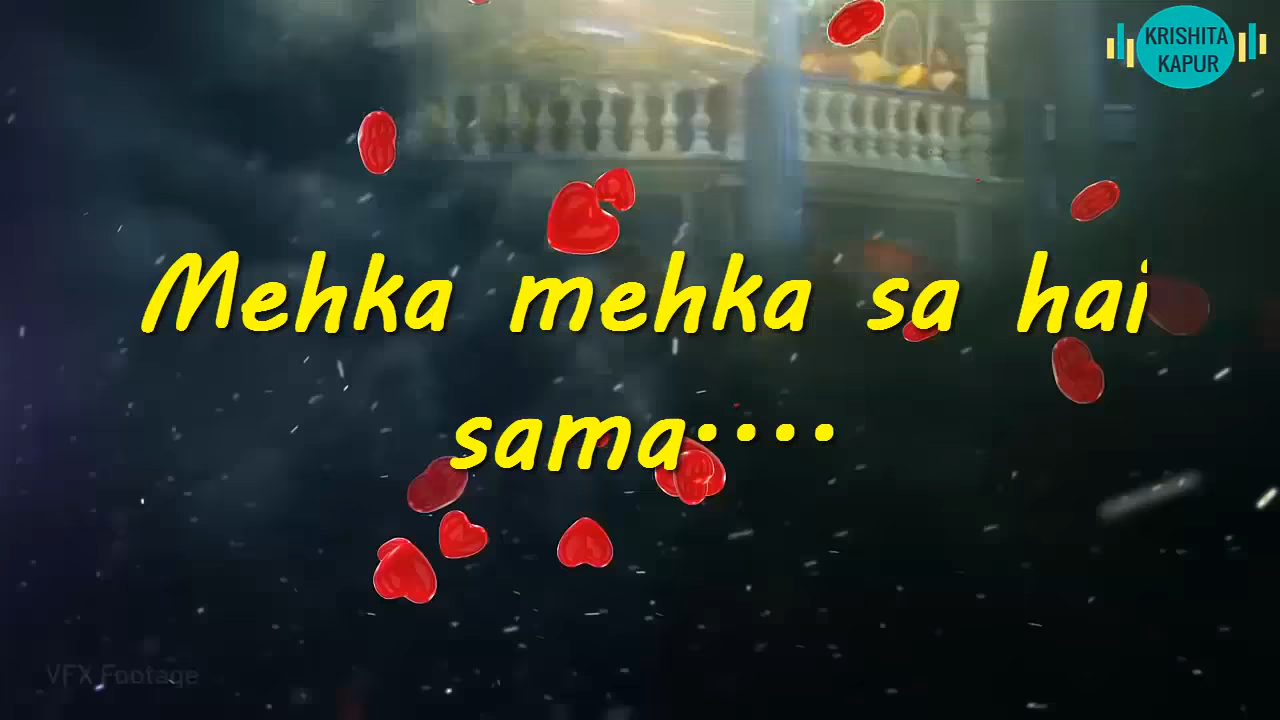 KRISHITA
KAPUR
Mehka mehka sa hai
sama....
VFX Footage